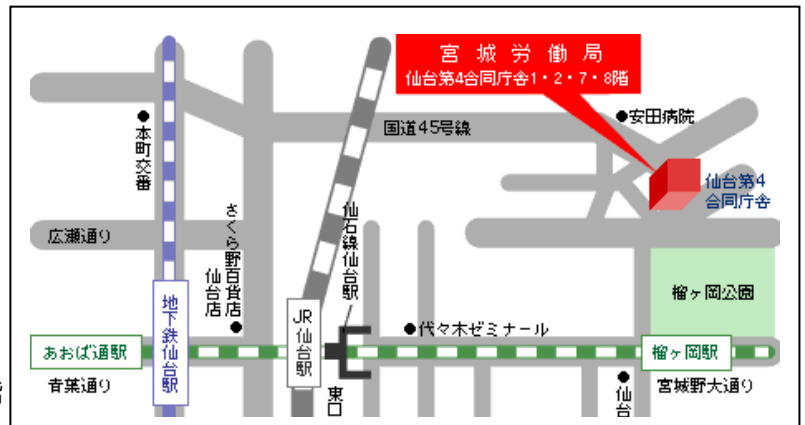 宮城労働局
仙台第4合同庁舎1・2・7・8階
●安田病院
国道45号線
●本町交番
仙台第4
合同庁舎
広瀬通り
さくら野百貨店
仙台店●
仙石線仙台駅
榴ヶ岡公園
地下鉄仙台駅
JR仙台駅
●代々木ゼミナール
あおば通駅
榴ヶ岡駅
青葉通り
東口
●仙台
宮城野大通り